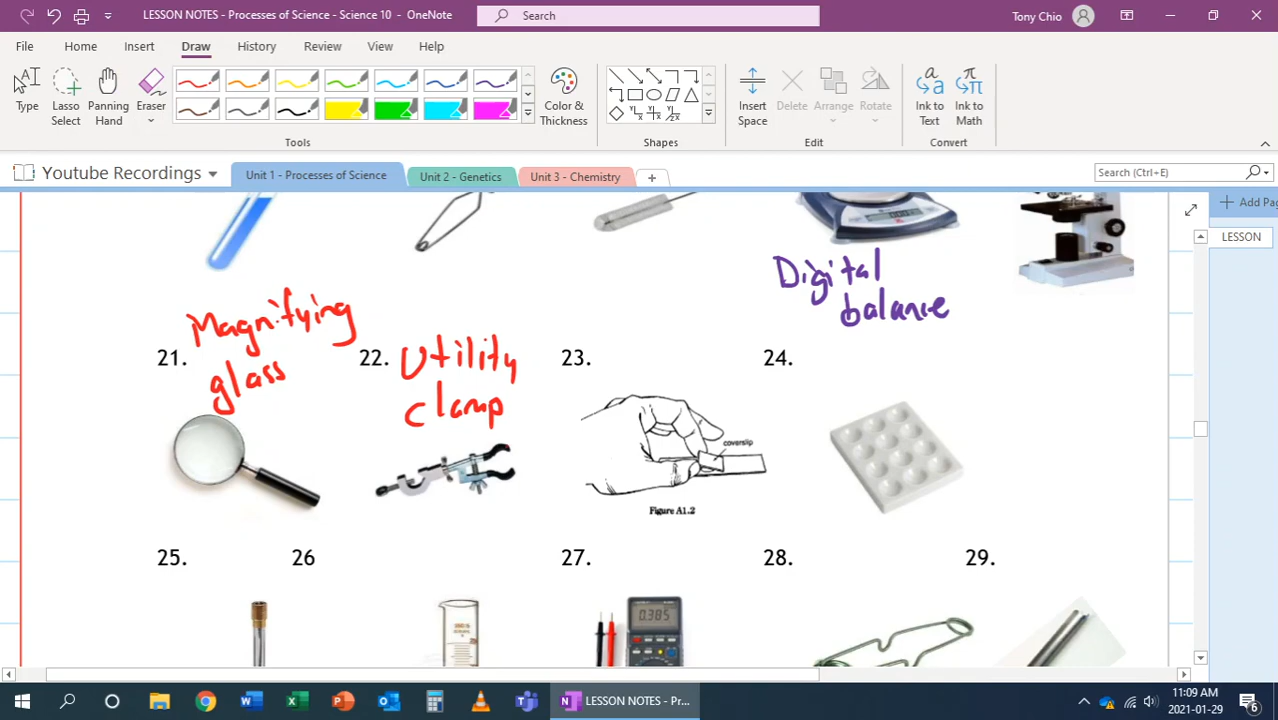 LESSON NOTES - Processes of Science - Science 10 - OneNote
Search
Tony Chio
File Home Insert Draw History Review View Help
Type
Lasso Select
Panning Hand
Eraser
Color & Thickness
Insert Space
Delete
Arrange
Rotate
Ink to Text
Ink to Math
Tools
Shapes
Edit
Convert
Youtube Recordings
Unit 1 - Processes of Science
Unit 2 - Genetics
Unit 3 - Chemistry
Search (Ctrl+E)
Add Pag
LESSON
Digital
balance
21. Magnifying
glass
22. Utility
clamp
23.
24.
coverslip
Figure A1.2
25.
26
27.
28.
29.
0.385
LESSON NOTES - Pr...
11:09 AM
2021-01-29
6